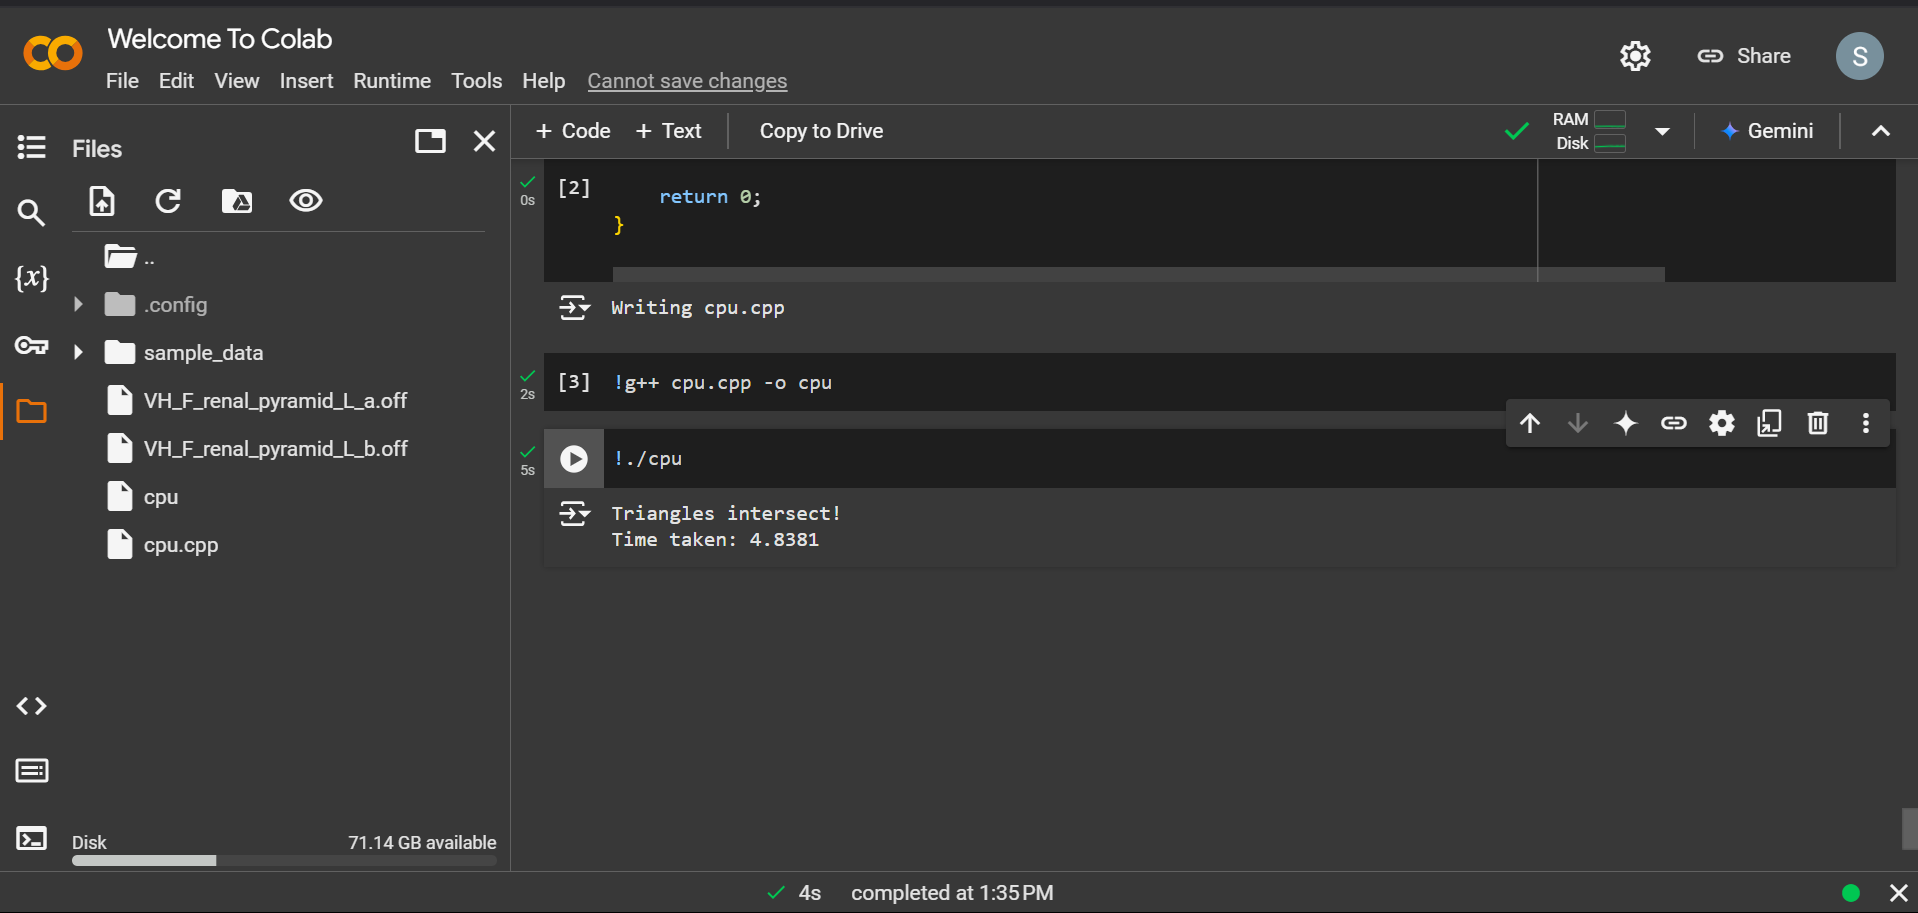 Welcome To Colab
File Edit View Insert Runtime Tools Help Cannot save changes
Share
S
Files
+ Code + Text Copy to Drive
RAM
Disk
Gemini
..
.config
sample_data
VH_F_renal_pyramid_L_a.off
VH_F_renal_pyramid_L_b.off
cpu
cpu.cpp
{x}
Disk 71.14 GB available
0s
[2] return 0;
}
Writing cpu.cpp
2s
[3] !g++ cpu.cpp -o cpu
5s
!./cpu
Triangles intersect!
Time taken: 4.8381
4s completed at 1:35 PM